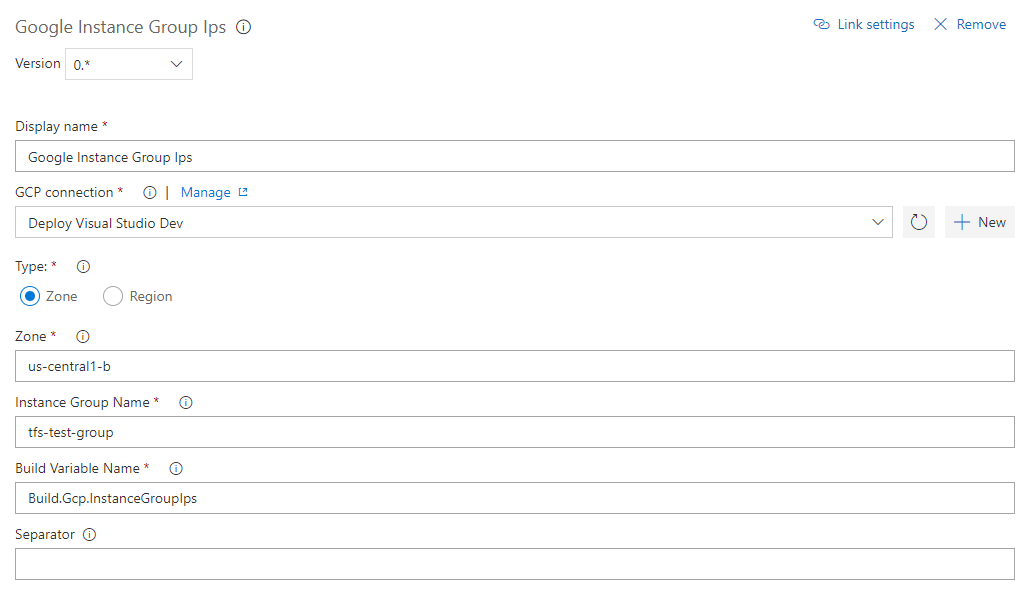 Google Instance Group Ips
Link settings
Remove
Version 0.*
Display name *
Google Instance Group Ips
GCP connection * | Manage
Deploy Visual Studio Dev
New
Type: *
Zone Region
Zone *
us-central1-b
Instance Group Name *
tfs-test-group
Build Variable Name *
Build.Gcp.InstanceGroupIps
Separator